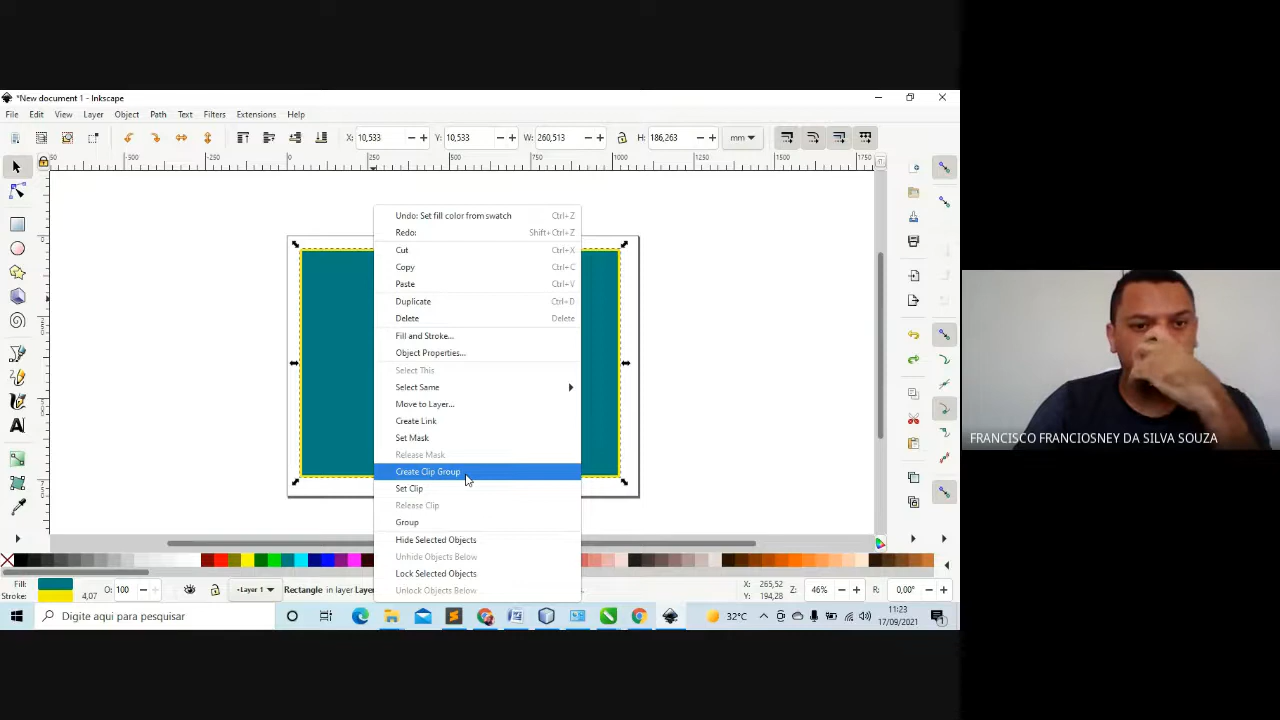 *New document 1 - Inkscape
File Edit View Layer Object Path Text Filters Extensions Help
X: 10,533 Y: 10,533 W: 260,513 H: 186,263 mm
Undo: Set fill color from swatch Ctrl+Z
Redo: Shift+Ctrl+Z
Cut Ctrl+X
Copy Ctrl+C
Paste Ctrl+V
Duplicate Ctrl+D
Delete Delete
Fill and Stroke...
Object Properties...
Select This
Select Same
Move to Layer...
Create Link
Set Mask
Release Mask
Create Clip Group
Set Clip
Release Clip
Group
Hide Selected Objects
Unhide Objects Below
Lock Selected Objects
Unlock Objects Below
Fill: O: 100 Layer 1 Rectangle in layer X: 265,52 Z: 46% R: 0,00°
Stroke: 4,07 Y: 194,28
Digite aqui para pesquisar 32°C 11:23
17/09/2021
FRANCISCO FRANCIOSNEY DA SILVA SOUZA